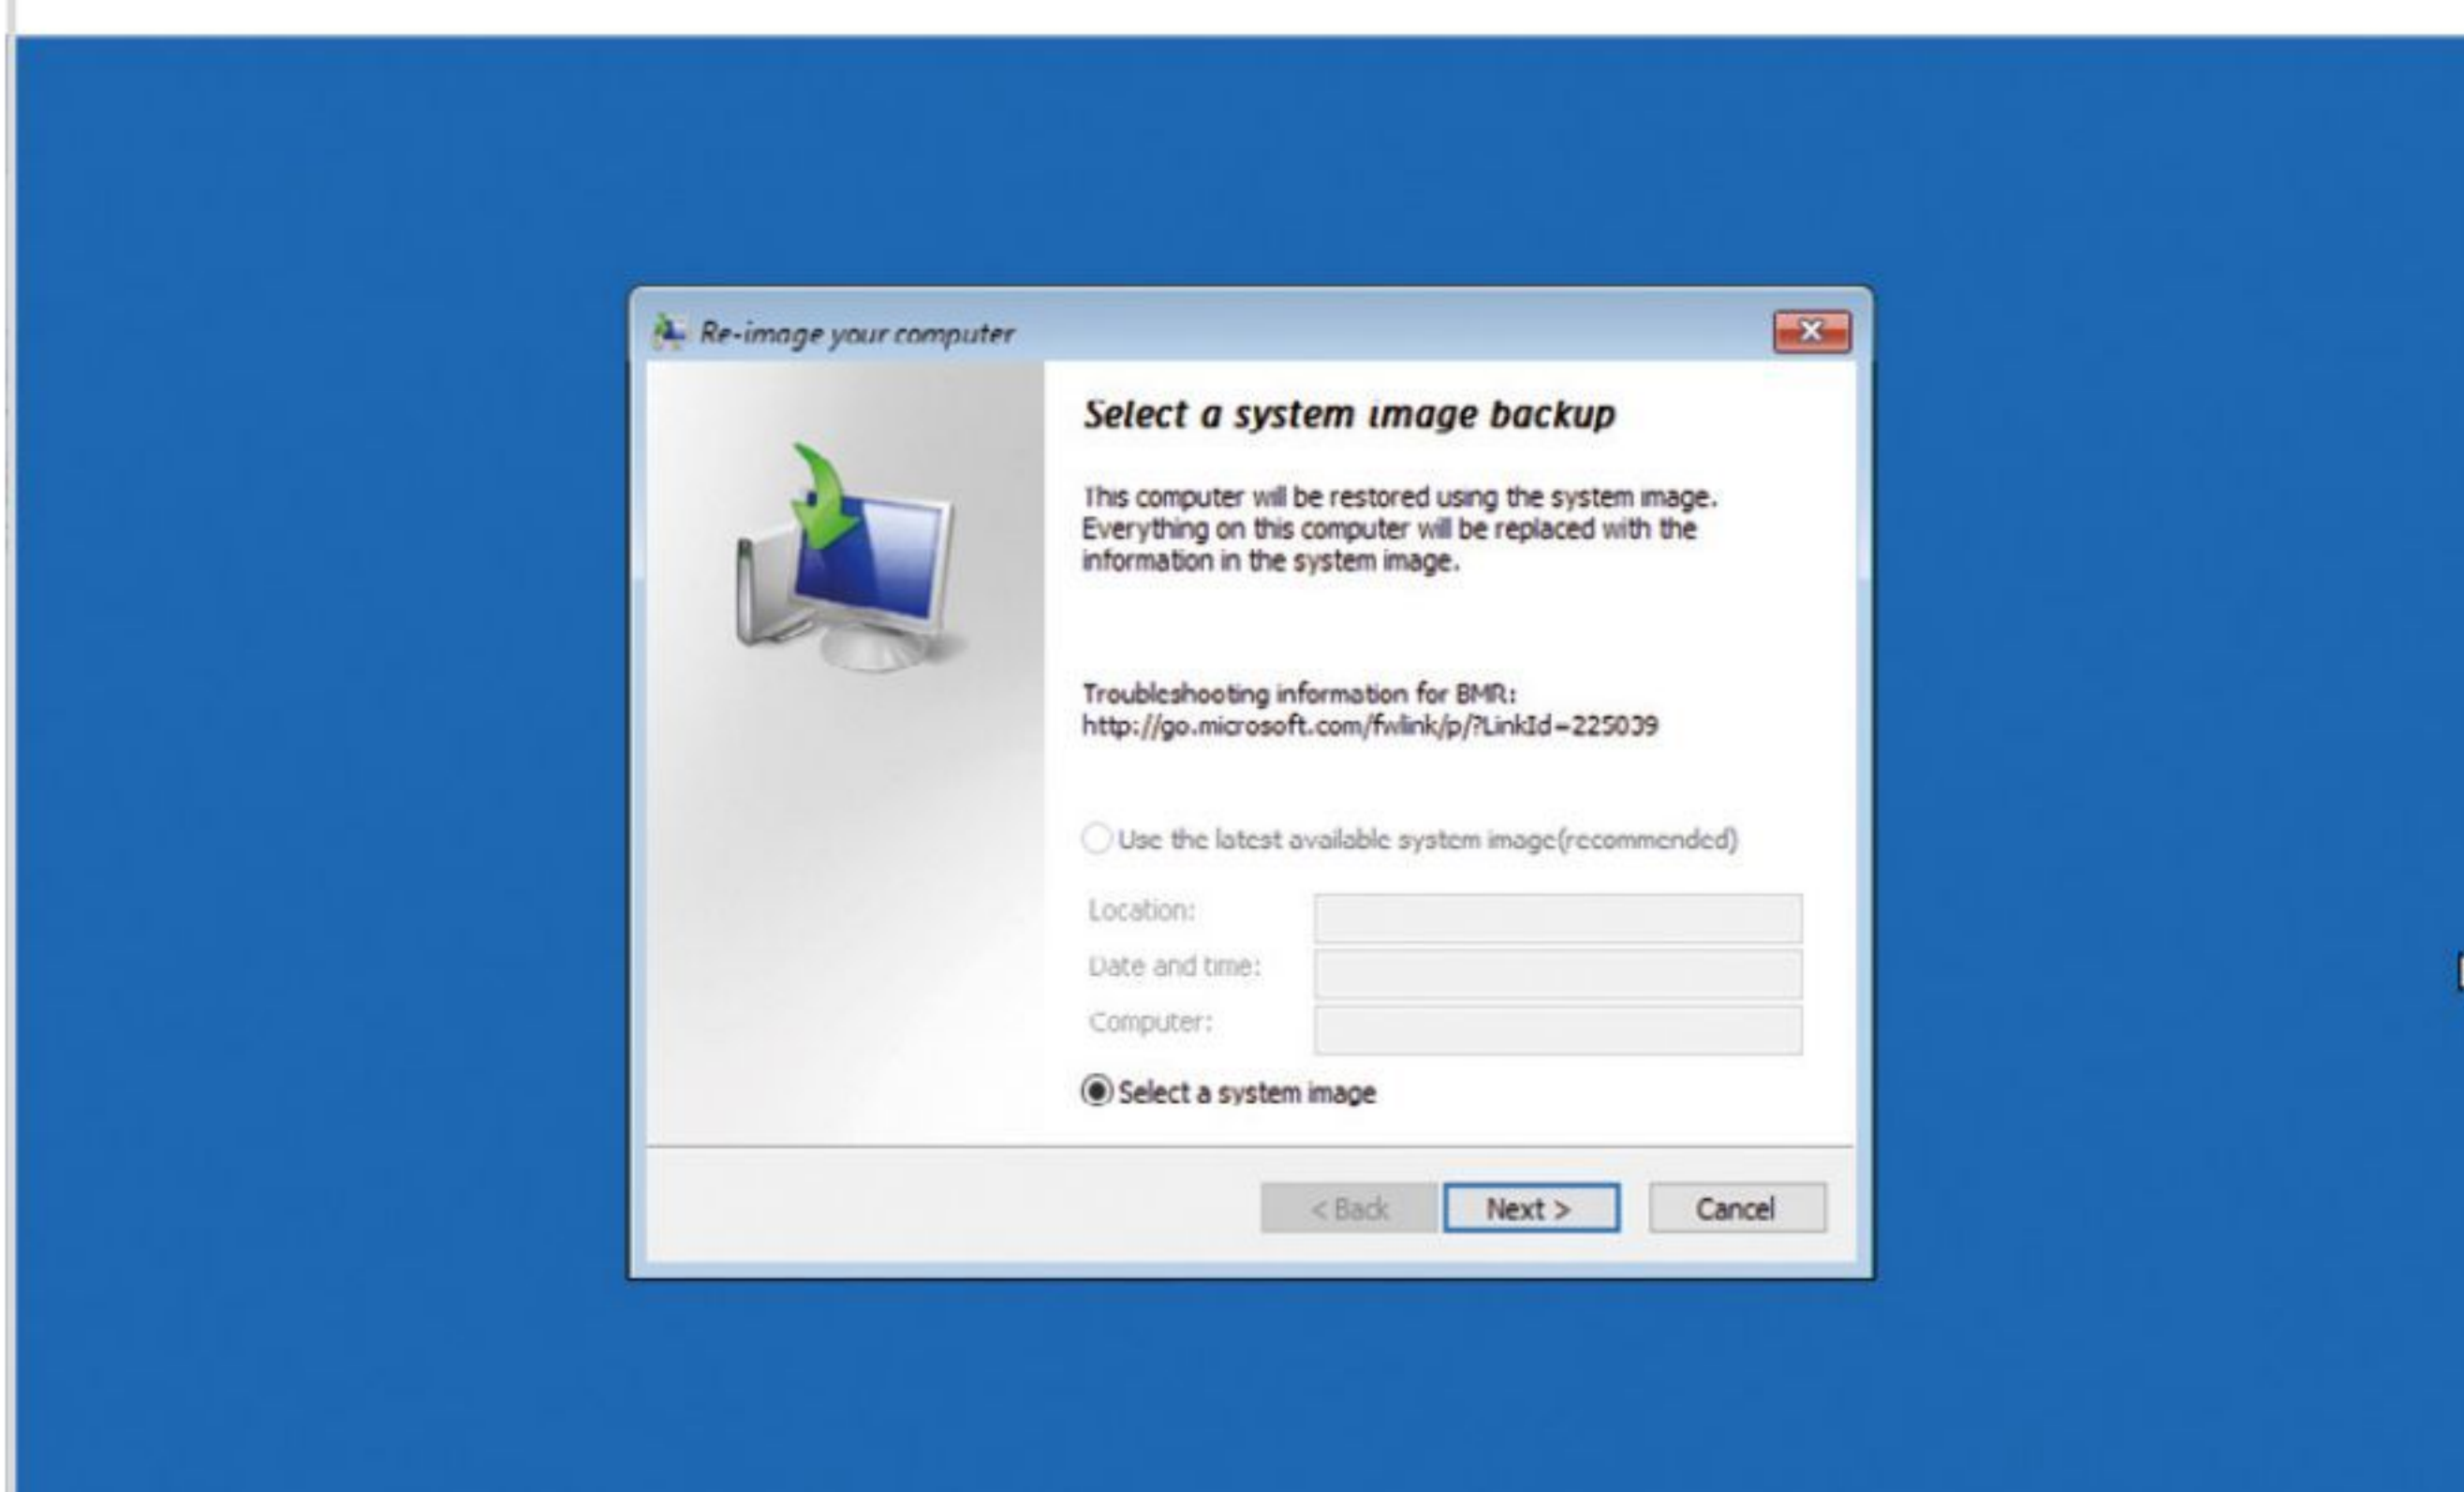 Re-image your computer
Select a system image backup
This computer will be restored using the system image.
Everything on this computer will be replaced with the
information in the system image.
Troubleshooting information for BMR:
http://go.microsoft.com/fwlink/p/?LinkId=225039
Use the latest available system image(recommended)
Location:
Date and time:
Computer:
Select a system image
< Back Next > Cancel